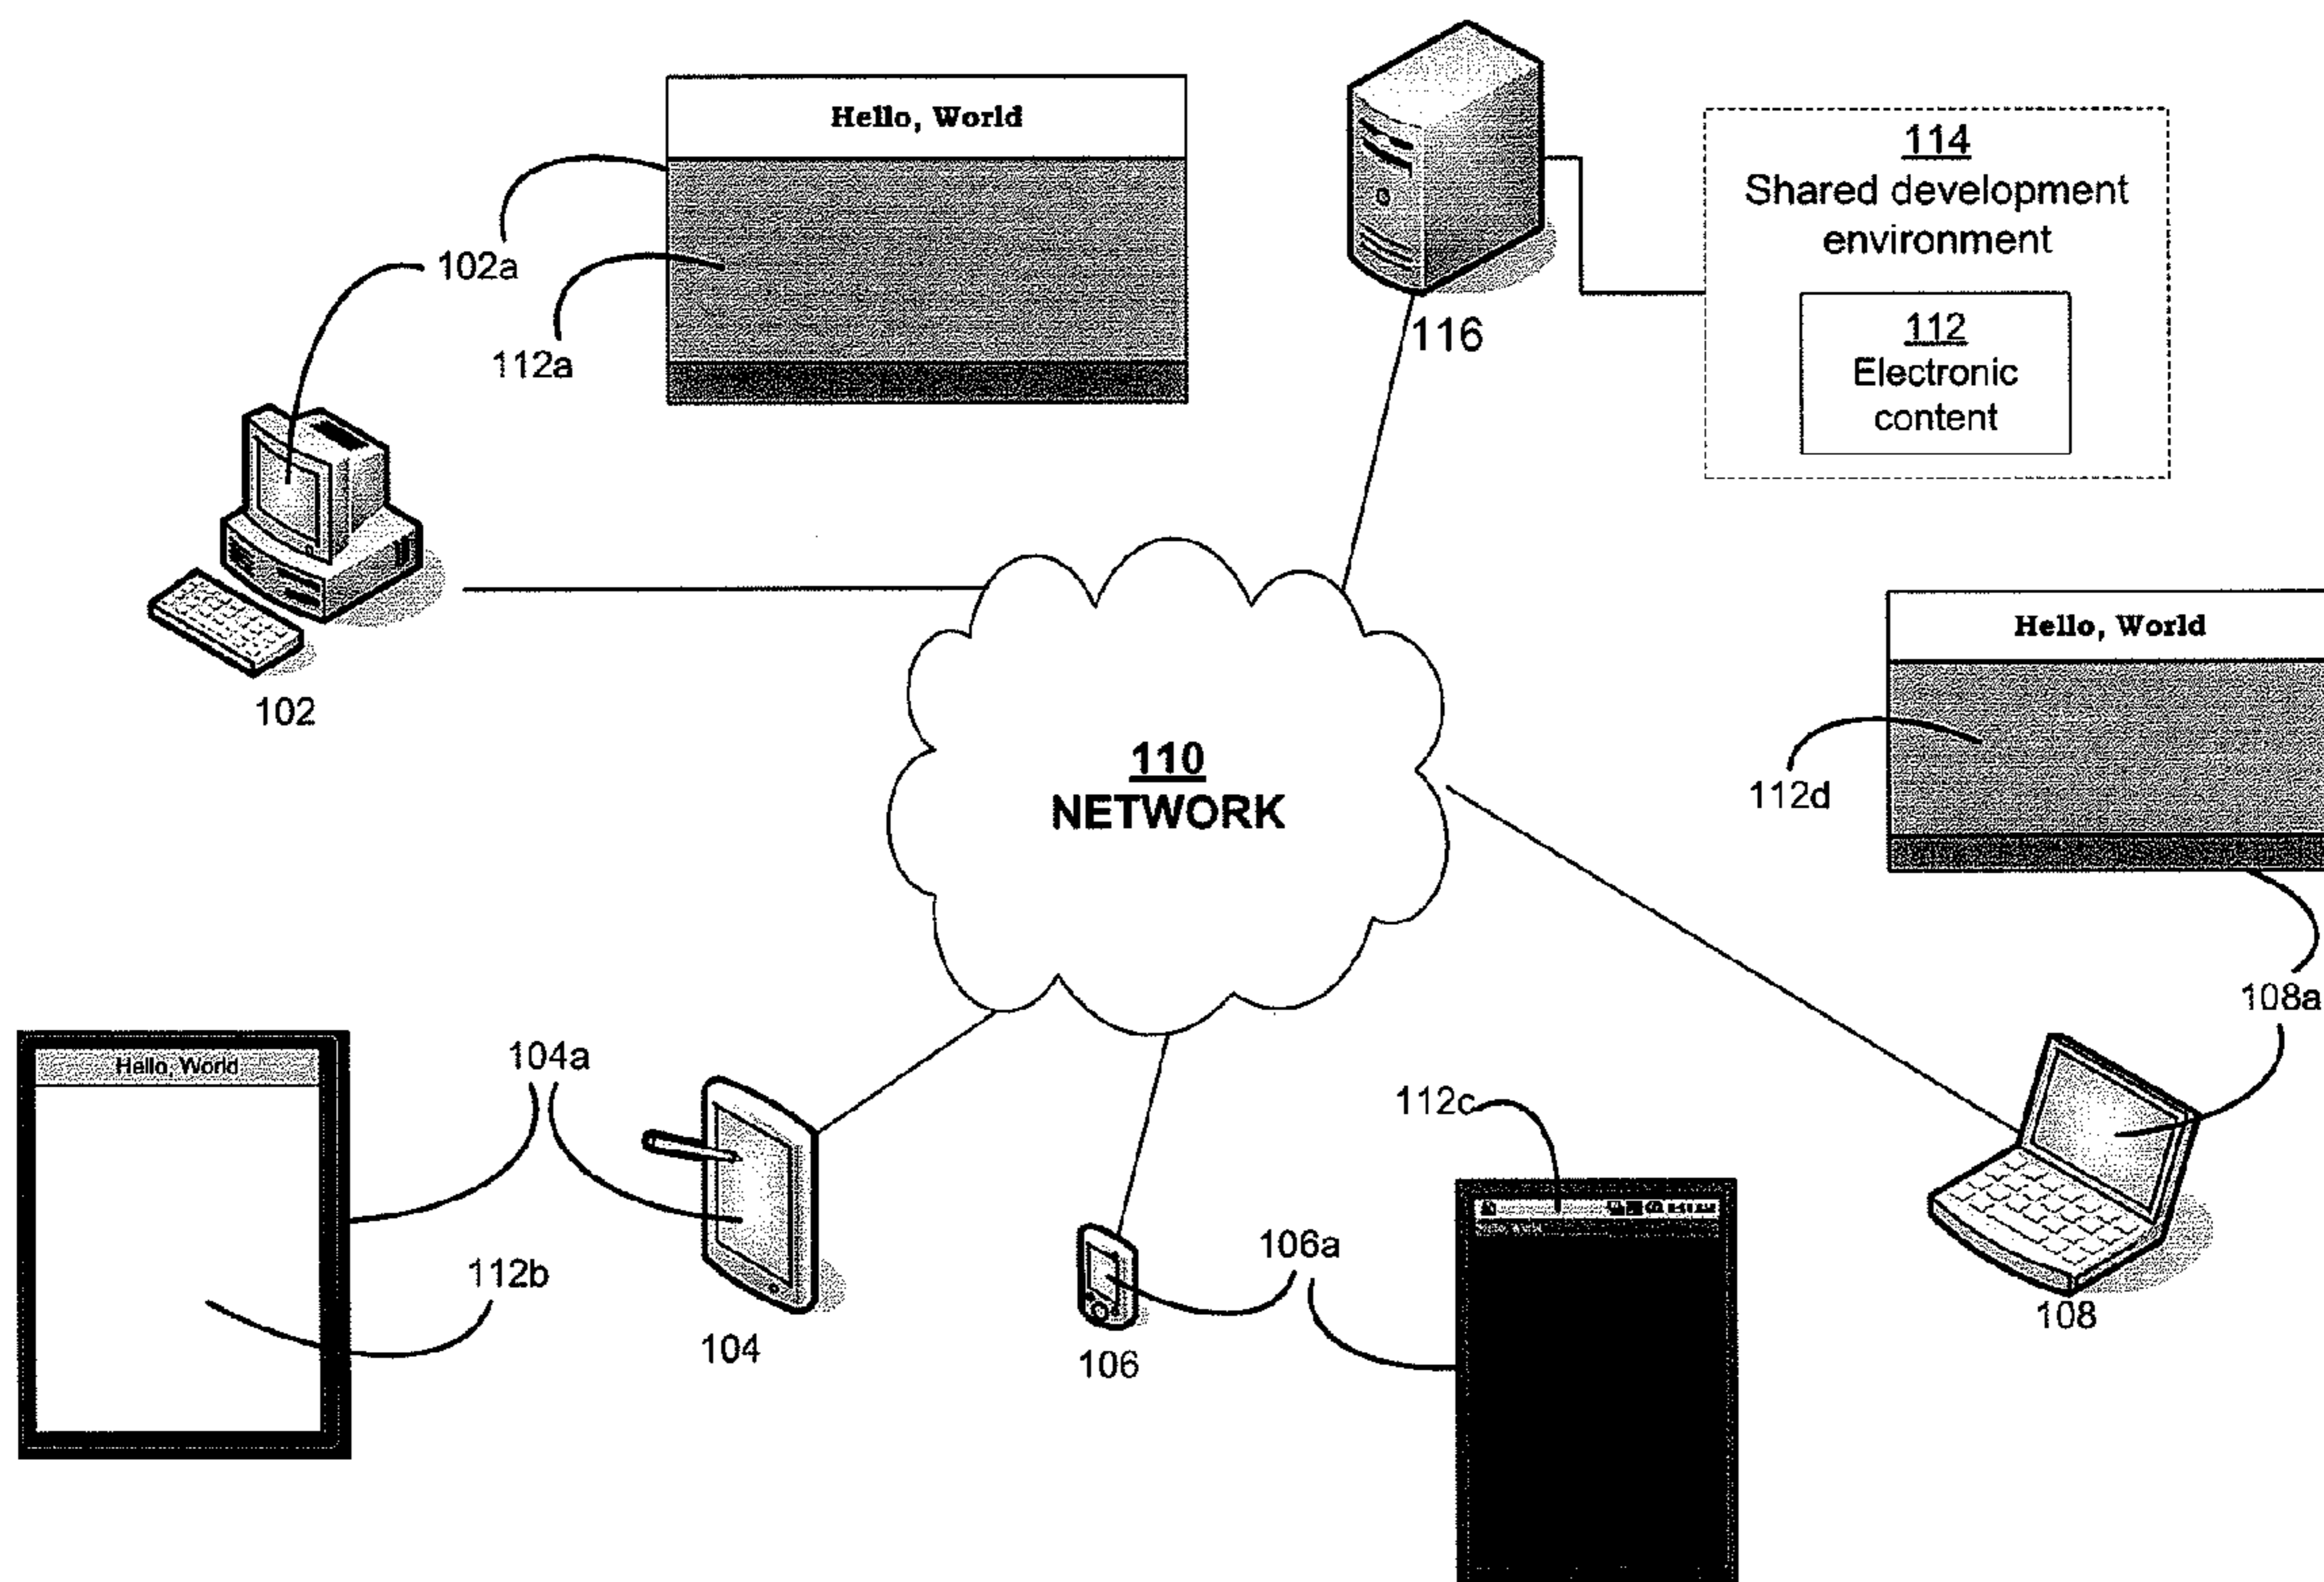 Hello, World
102a
112a
116
114
Shared development
environment
112
Electronic
content
102
Hello, World
112d
110
NETWORK
108a
Hello, World
104a
112b
104
106
106a
112c
108